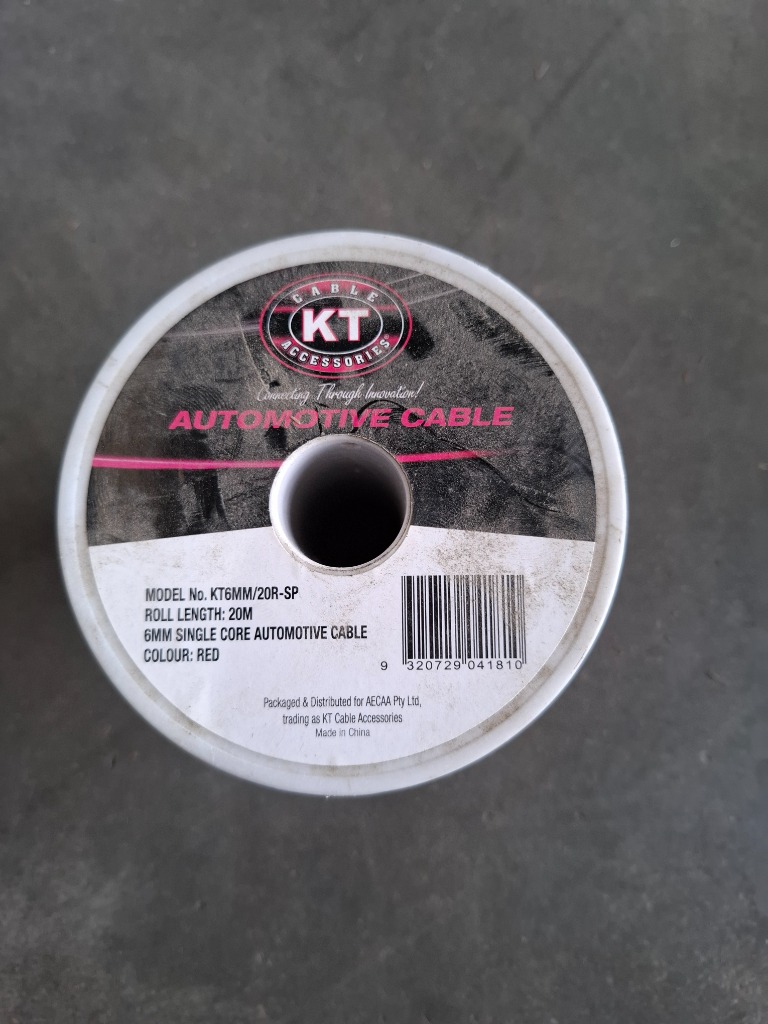 CABLE
KT
ACCESSORIES®
Connecting Through Innovation!
AUTOMOTIVE CABLE
MODEL No. KT6MM/20R-SP
ROLL LENGTH: 20M
6MM SINGLE CORE AUTOMOTIVE CABLE
COLOUR: RED
9 320729 041810
Packaged & Distributed for AECAA Pty Ltd,
trading as KT Cable Accessories
Made in China